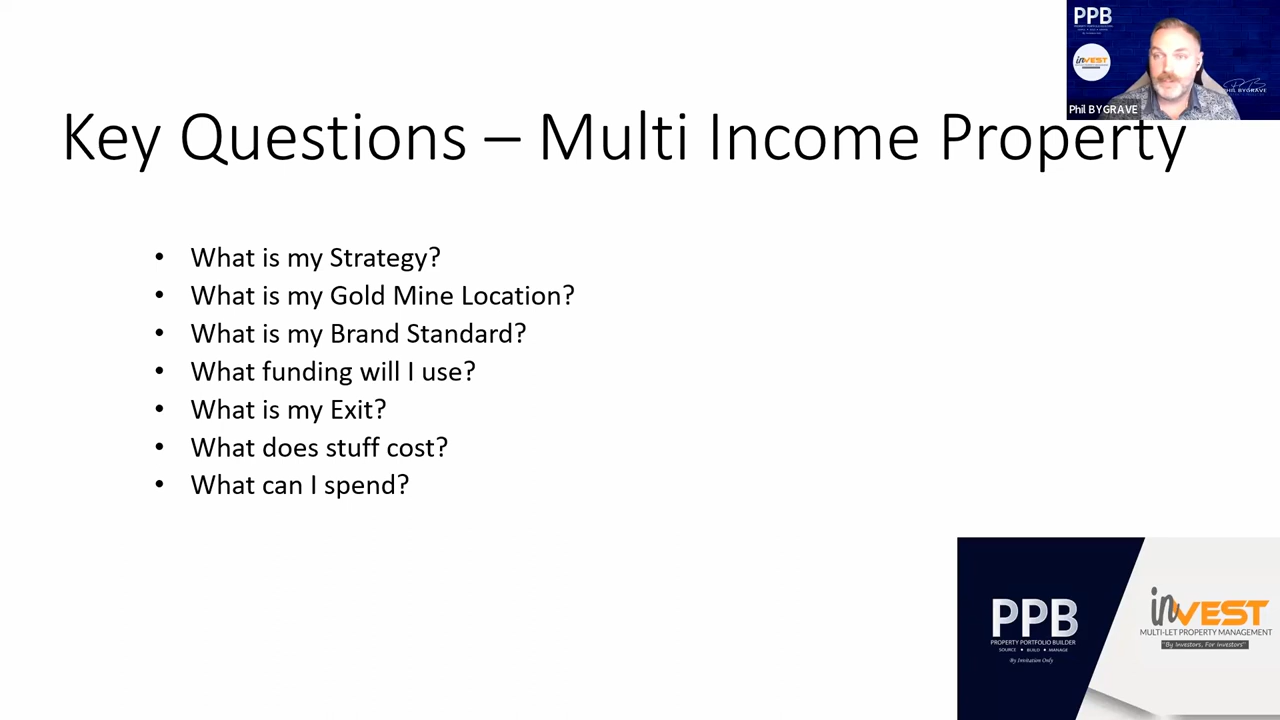 PPB
inVEST
PHIL BYGRAVE
Phil BYGRAVE
Key Questions – Multi Income Property
• What is my Strategy?
• What is my Gold Mine Location?
• What is my Brand Standard?
• What funding will I use?
• What is my Exit?
• What does stuff cost?
• What can I spend?
PPB
PROPERTY PORTFOLIO BUILDER
SOURCE • BUILD • MANAGE
By Invitation Only
inVEST
MULTI-LET PROPERTY MANAGEMENT
"By Investors, For Investors"